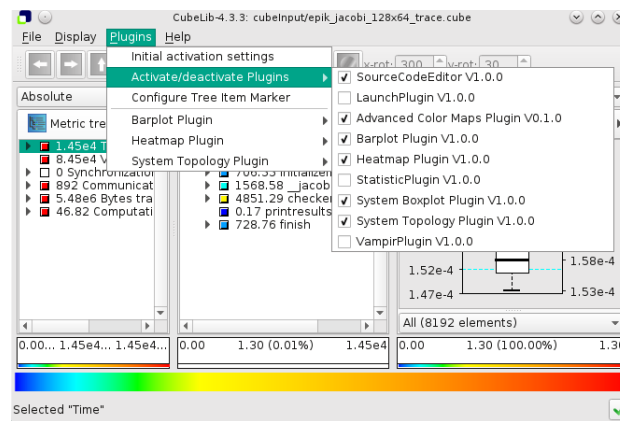 CubeLib-4.3.3: cubeInput/epik_jacobi_128x64_trace.cube
File Display Plugins Help
Initial activation settings
Activate/deactivate Plugins
Configure Tree Item Marker
Barplot Plugin
Heatmap Plugin
System Topology Plugin
SourceCodeEditor V1.0.0
LaunchPlugin V1.0.0
Advanced Color Maps Plugin V0.1.0
Barplot Plugin V1.0.0
Heatmap Plugin V1.0.0
StatisticPlugin V1.0.0
System Boxplot Plugin V1.0.0
System Topology Plugin V1.0.0
VampirPlugin V1.0.0
x-rot: 300 y-rot: 30
Absolute
Metric tre
1.45e4 T
8.45e4 V
0 Synchronization
892 Communicat
5.48e6 Bytes tra
46.82 Computati
1568.58 __jacob
4851.29 checke
0.17 printresults
728.76 finish
1.52e-4
1.47e-4
1.58e-4
1.53e-4
All (8192 elements)
0.00... 1.45e4... 1.45e4...
0.00 1.30 (0.01%) 1.45e4
0.00 1.30 (100.00%) 1.30
Selected "Time"